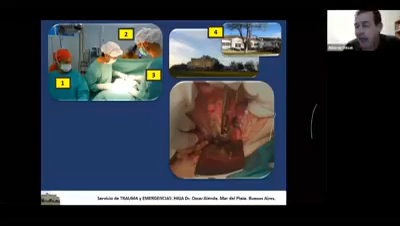 2
4
1
3
Servicio de TRAUMA y EMERGENCIAS. HIGA Dr. Oscar Alende. Mar del Plata. Buenos Aires.